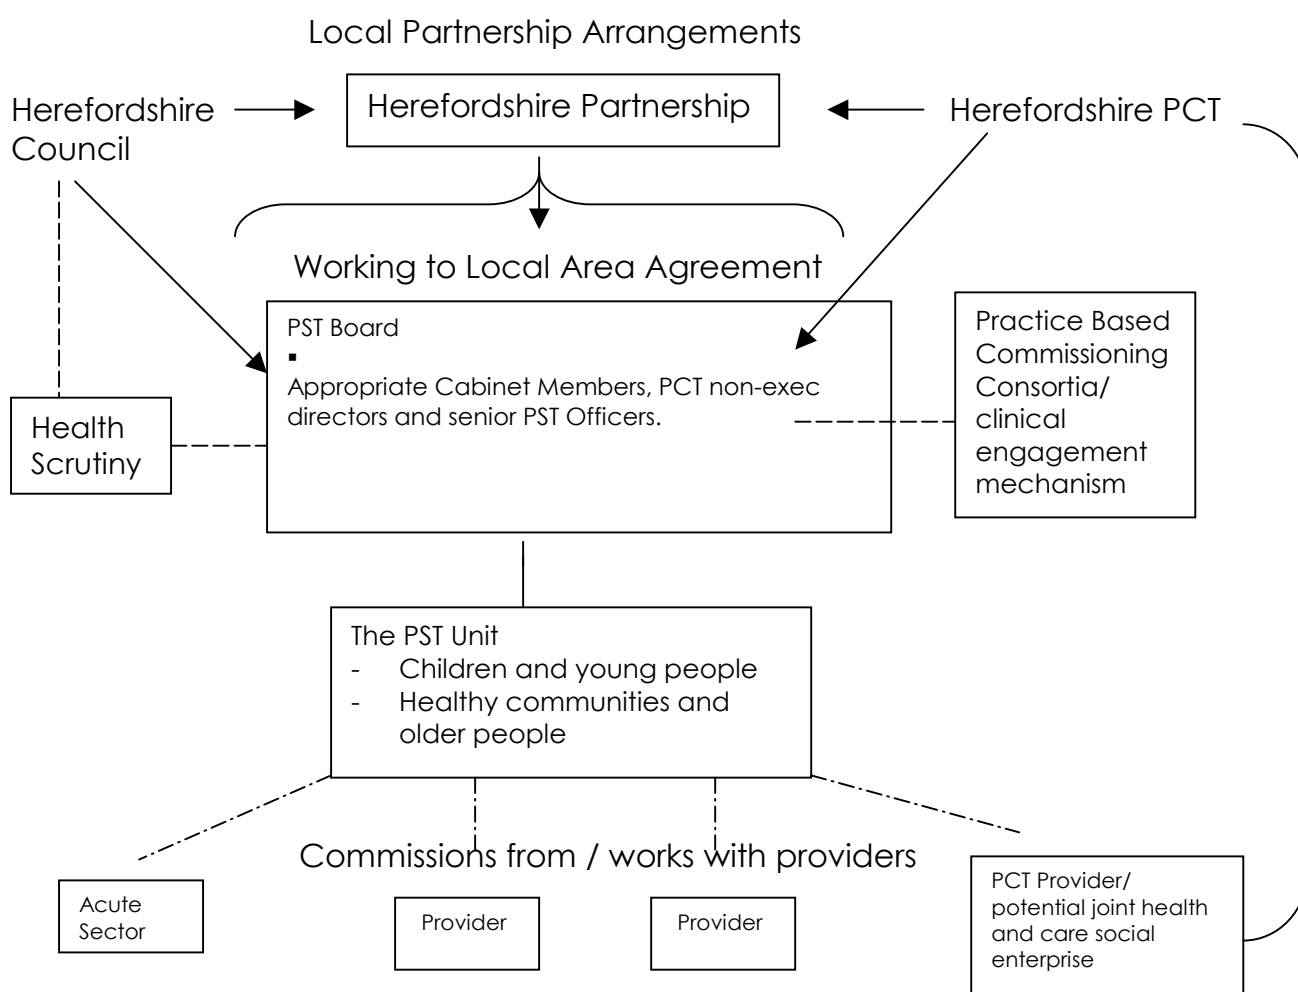 Local Partnership Arrangements
Herefordshire
Council
Herefordshire Partnership
Herefordshire PCT
Working to Local Area Agreement
PST Board
▪
Appropriate Cabinet Members, PCT non-exec
directors and senior PST Officers.
Health
Scrutiny
Practice Based
Commissioning
Consortia/
clinical
engagement
mechanism
The PST Unit
- Children and young people
- Healthy communities and
older people
Commissions from / works with providers
Acute
Sector
Provider
Provider
PCT Provider/
potential joint health
and care social
enterprise